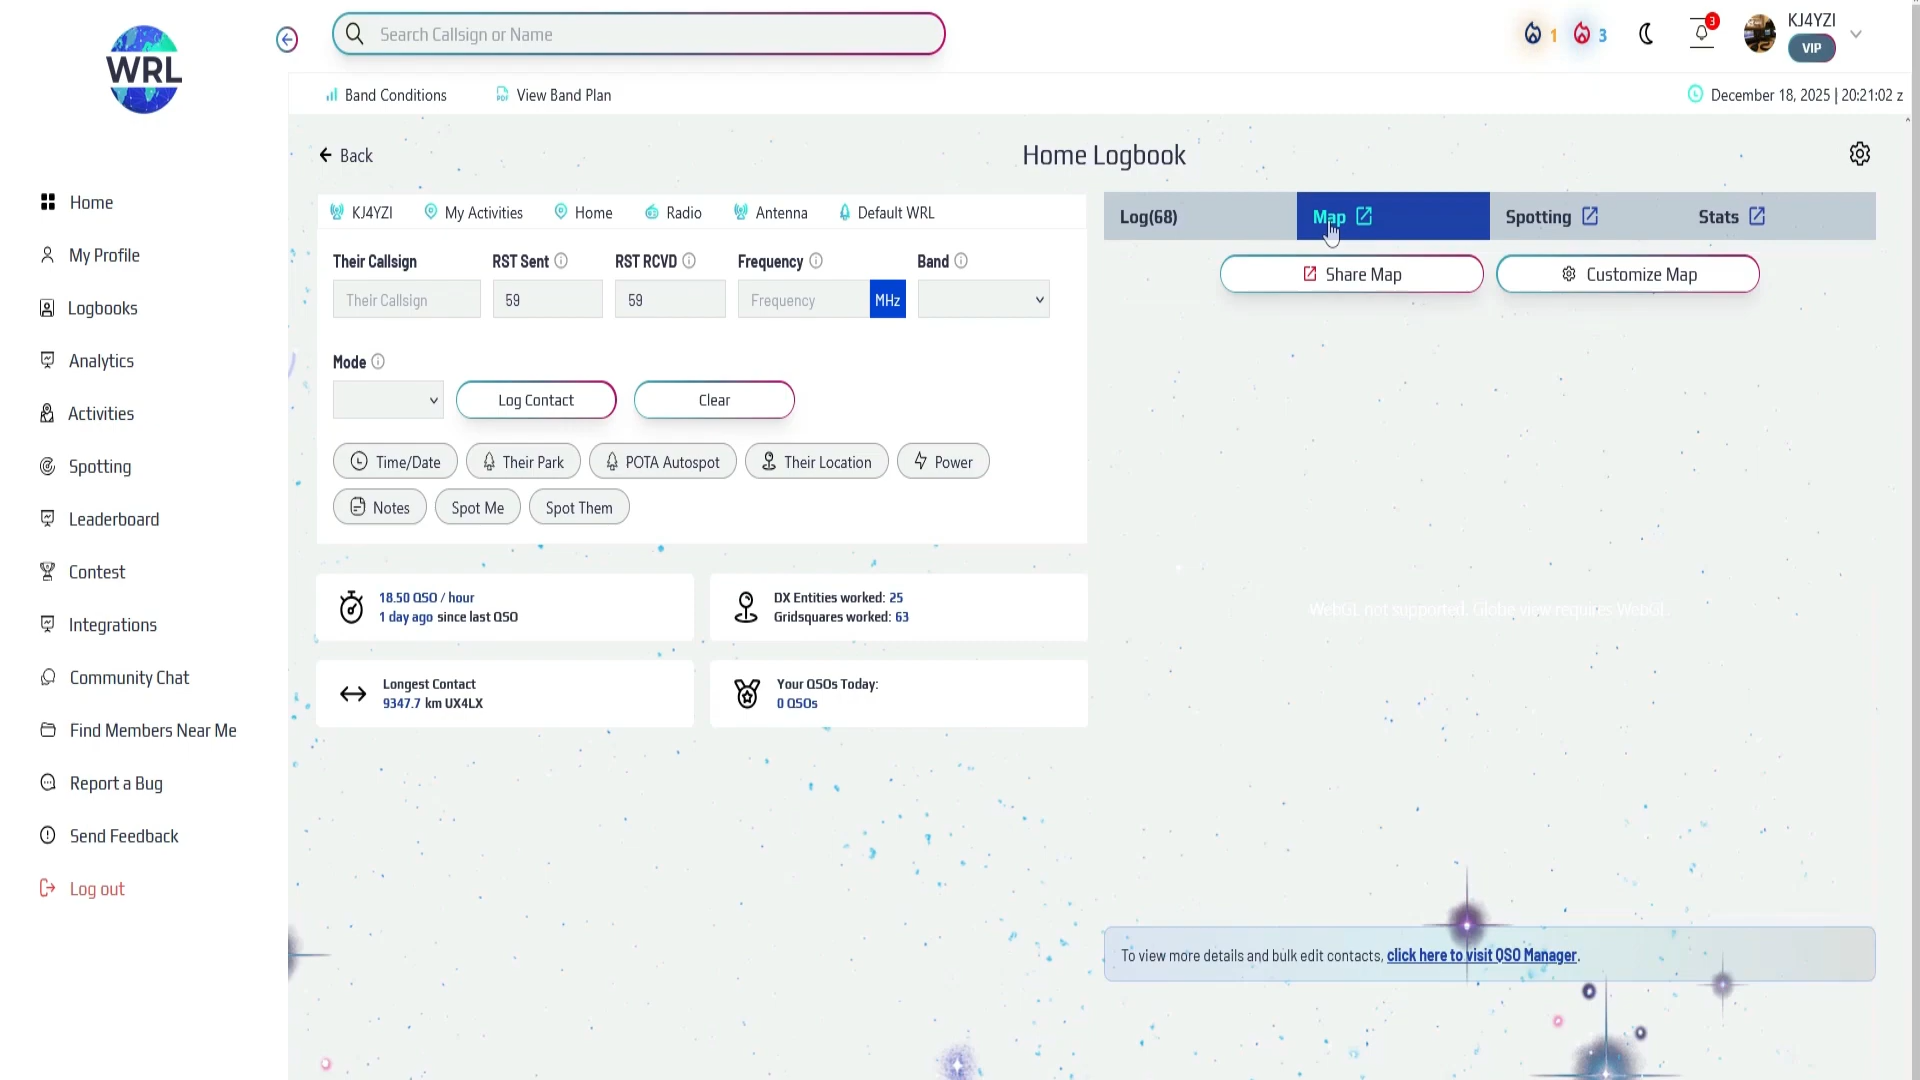 WRL
Search Callsign or Name
1
3
3
KJ4YZI
VIP
Band Conditions
View Band Plan
December 18, 2025 | 20:21:02 z
Home
My Profile
Logbooks
Analytics
Activities
Spotting
Leaderboard
Contest
Integrations
Community Chat
Find Members Near Me
Report a Bug
Send Feedback
Log out
Back
Home Logbook
KJ4YZI
My Activities
Home
Radio
Antenna
Default WRL
Their Callsign
RST Sent
RST RCVD
Frequency
Band
Their Callsign
59
59
Frequency
MHz
Mode
Log Contact
Clear
Time/Date
Their Park
POTA Autospot
Their Location
Power
Notes
Spot Me
Spot Them
18.50 QSO / hour
1 day ago since last QSO
DX Entities worked: 25
Gridsquares worked: 63
Longest Contact
9347.7 km UX4LX
Your QSOs Today:
0 QSOs
Log(68)
Map
Spotting
Stats
Share Map
Customize Map
WebGL not supported. Globe view requires WebGL.
To view more details and bulk edit contacts, click here to visit QSO Manager.